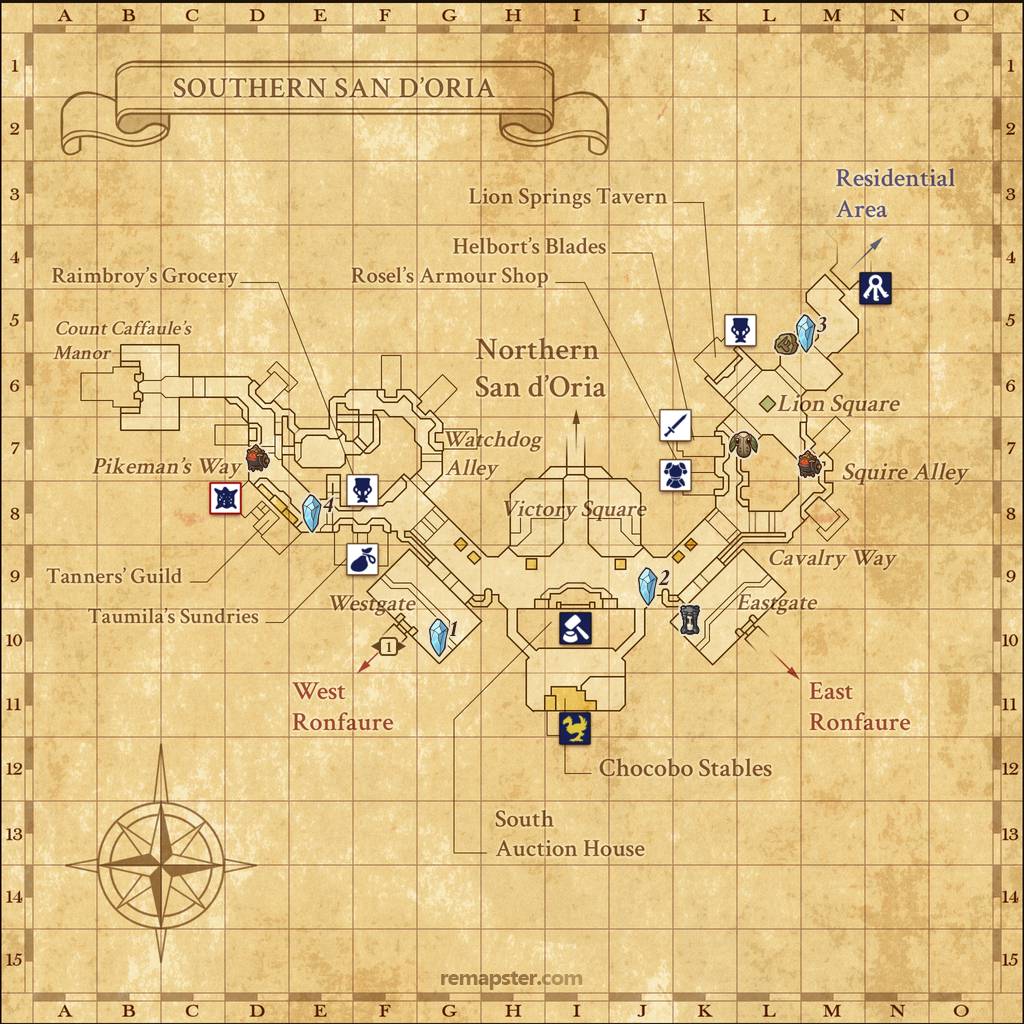 A B C D E F G H I J K L M N O
1 1
SOUTHERN SAN D'ORIA
2 2
Residential
Area
3 3
Lion Springs Tavern
Helbort's Blades
4 4
Raimbroy's Grocery
Rosel's Armour Shop
5 5
3
Count Caffaule's
Manor
Northern
San d'Oria
6 6
Lion Square
7 7
Watchdog
Alley
Pikeman's Way
Squire Alley
8 8
4
Victory Square
Cavalry Way
9 9
Tanners' Guild
2
Taumila's Sundries
Westgate
Eastgate
10 10
1
1
West
Ronfaure
East
Ronfaure
11 11
12 12
Chocobo Stables
13 13
South
Auction House
14 14
15 15
remapster.com
A B C D E F G H I J K L M N O